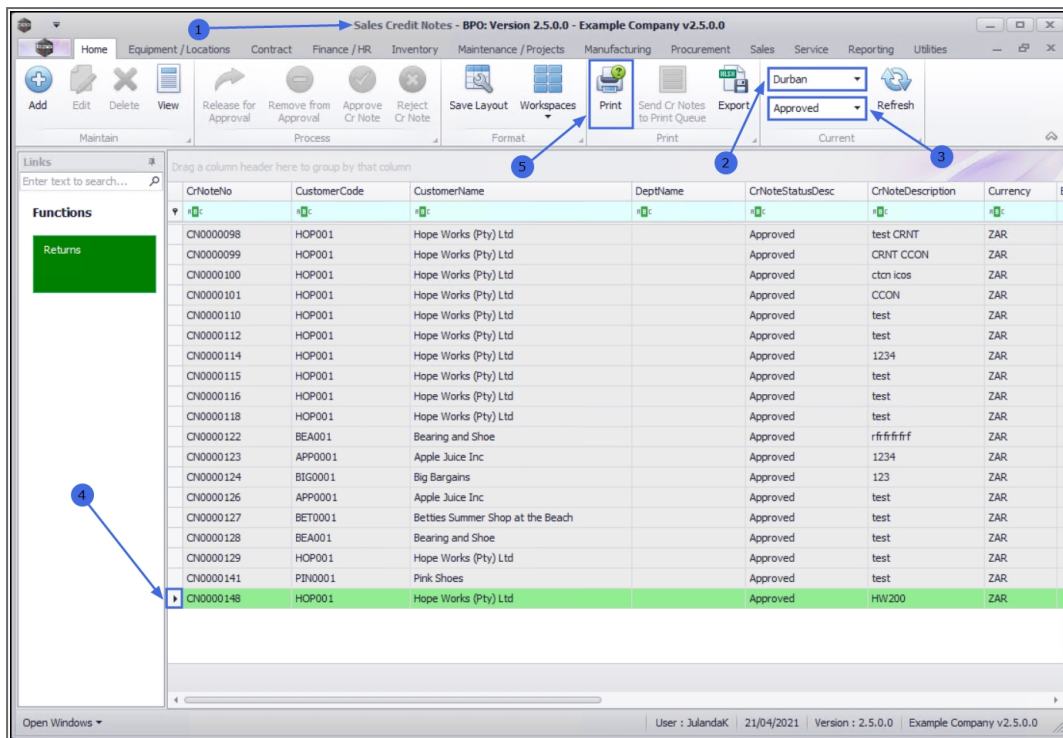 Sales Credit Notes - BPO: Version 2.5.0.0 - Example Company v2.5.0.0
1
Home Equipment / Locations Contract Finance / HR Inventory Maintenance / Projects Manufacturing Procurement Sales Service Reporting Utilities
Add Edit Delete View Release for Approval Remove from Approval Approve Cr Note Reject Cr Note Save Layout Workspaces Print Send Cr Notes to Print Queue Export Durban Refresh
Approved
Maintain Process Format Print Current
5 2 3
Links
Drag a column header here to group by that column
Enter text to search...
CrNoteNo CustomerCode CustomerName DeptName CrNoteStatusDesc CrNoteDescription Currency
Functions
Returns
CN0000098 HOP001 Hope Works (Pty) Ltd Approved test CRNT ZAR
CN0000099 HOP001 Hope Works (Pty) Ltd Approved CRNT CCON ZAR
CN0000100 HOP001 Hope Works (Pty) Ltd Approved ctcn icos ZAR
CN0000101 HOP001 Hope Works (Pty) Ltd Approved CCON ZAR
CN0000110 HOP001 Hope Works (Pty) Ltd Approved test ZAR
CN0000112 HOP001 Hope Works (Pty) Ltd Approved test ZAR
CN0000114 HOP001 Hope Works (Pty) Ltd Approved 1234 ZAR
CN0000115 HOP001 Hope Works (Pty) Ltd Approved test ZAR
CN0000116 HOP001 Hope Works (Pty) Ltd Approved test ZAR
CN0000118 HOP001 Hope Works (Pty) Ltd Approved test ZAR
CN0000122 BEA001 Bearing and Shoe Approved rfrfrfrfrf ZAR
CN0000123 APP0001 Apple Juice Inc Approved 1234 ZAR
CN0000124 BIG0001 Big Bargains Approved 123 ZAR
4
CN0000126 APP0001 Apple Juice Inc Approved test ZAR
CN0000127 BET0001 Betties Summer Shop at the Beach Approved test ZAR
CN0000128 BEA001 Bearing and Shoe Approved test ZAR
CN0000129 HOP001 Hope Works (Pty) Ltd Approved test ZAR
CN0000141 PIN0001 Pink Shoes Approved test ZAR
CN0000148 HOP001 Hope Works (Pty) Ltd Approved HW200 ZAR
Open Windows User : JulandaK 21/04/2021 Version : 2.5.0.0 Example Company v2.5.0.0